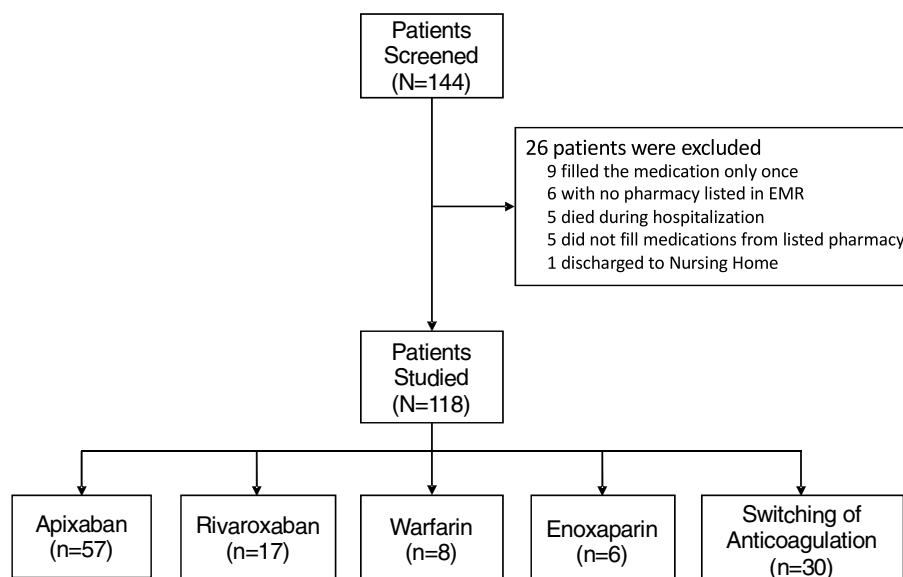 Patients
Screened
(N=144)
26 patients were excluded
9 filled the medication only once
6 with no pharmacy listed in EMR
5 died during hospitalization
5 did not fill medications from listed pharmacy
1 discharged to Nursing Home
Patients
Studied
(N=118)
Apixaban
(n=57)
Rivaroxaban
(n=17)
Warfarin
(n=8)
Enoxaparin
(n=6)
Switching of
Anticoagulation
(n=30)